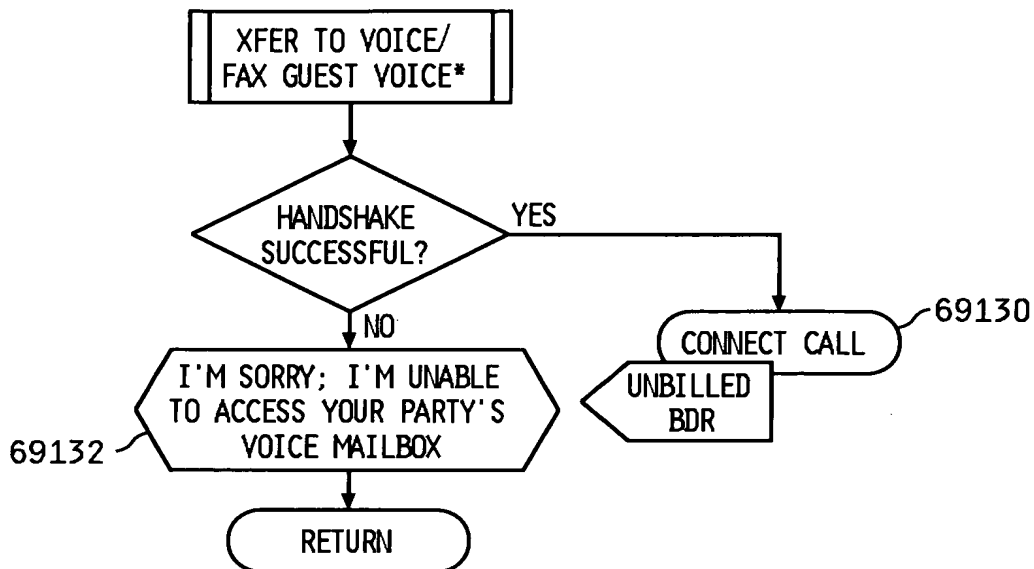 XFER TO VOICE/
FAX GUEST VOICE*
HANDSHAKE
SUCCESSFUL?
YES
NO
69130
CONNECT CALL
UNBILLED
BDR
I'M SORRY; I'M UNABLE
TO ACCESS YOUR PARTY'S
VOICE MAILBOX
69132
RETURN